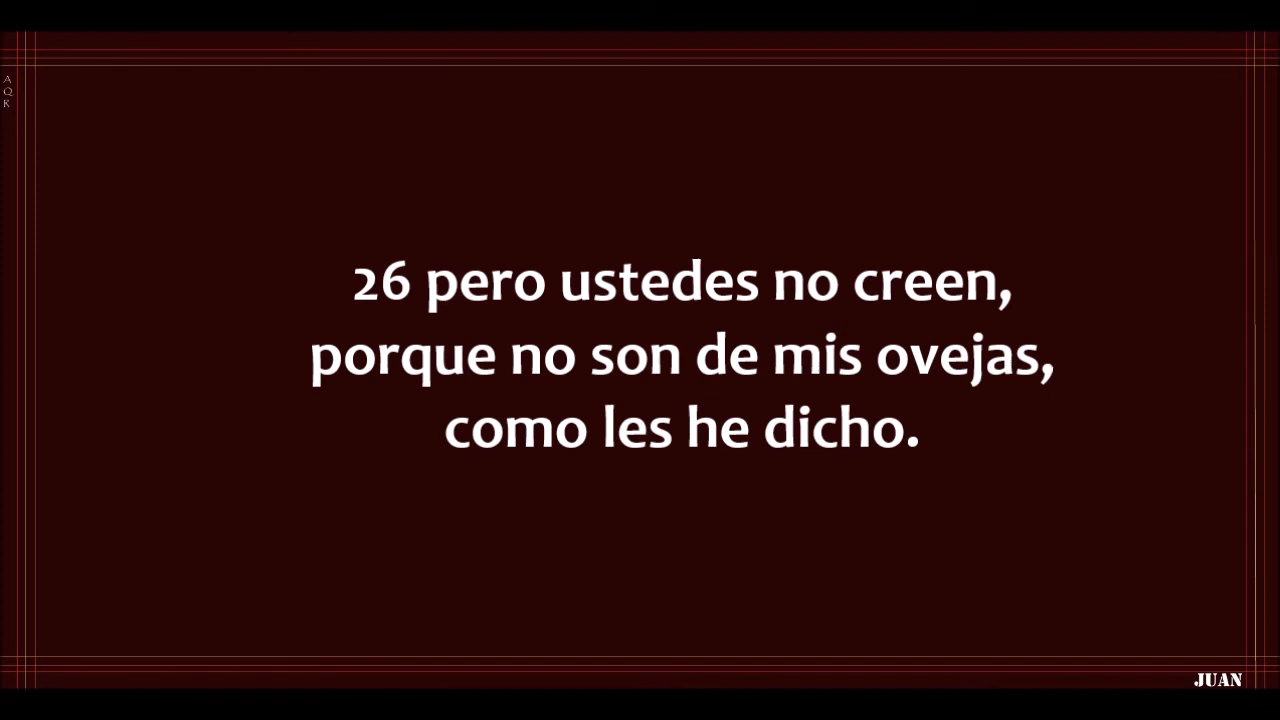 A
Q
K
26 pero ustedes no creen,
porque no son de mis ovejas,
como les he dicho.
JUAN